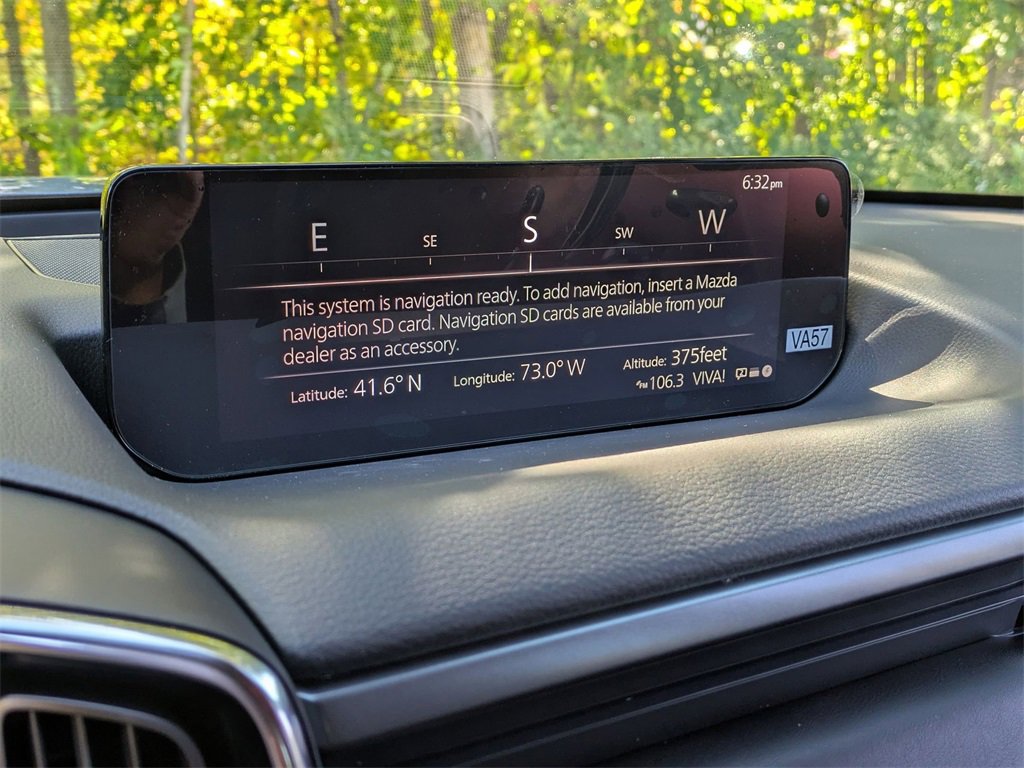 6:32pm
E SE S SW W
This system is navigation ready. To add navigation, insert a Mazda
navigation SD card. Navigation SD cards are available from your
dealer as an accessory.
VA57
Latitude: 41.6° N Longitude: 73.0° W Altitude: 375feet
FM 106.3 VIVA!